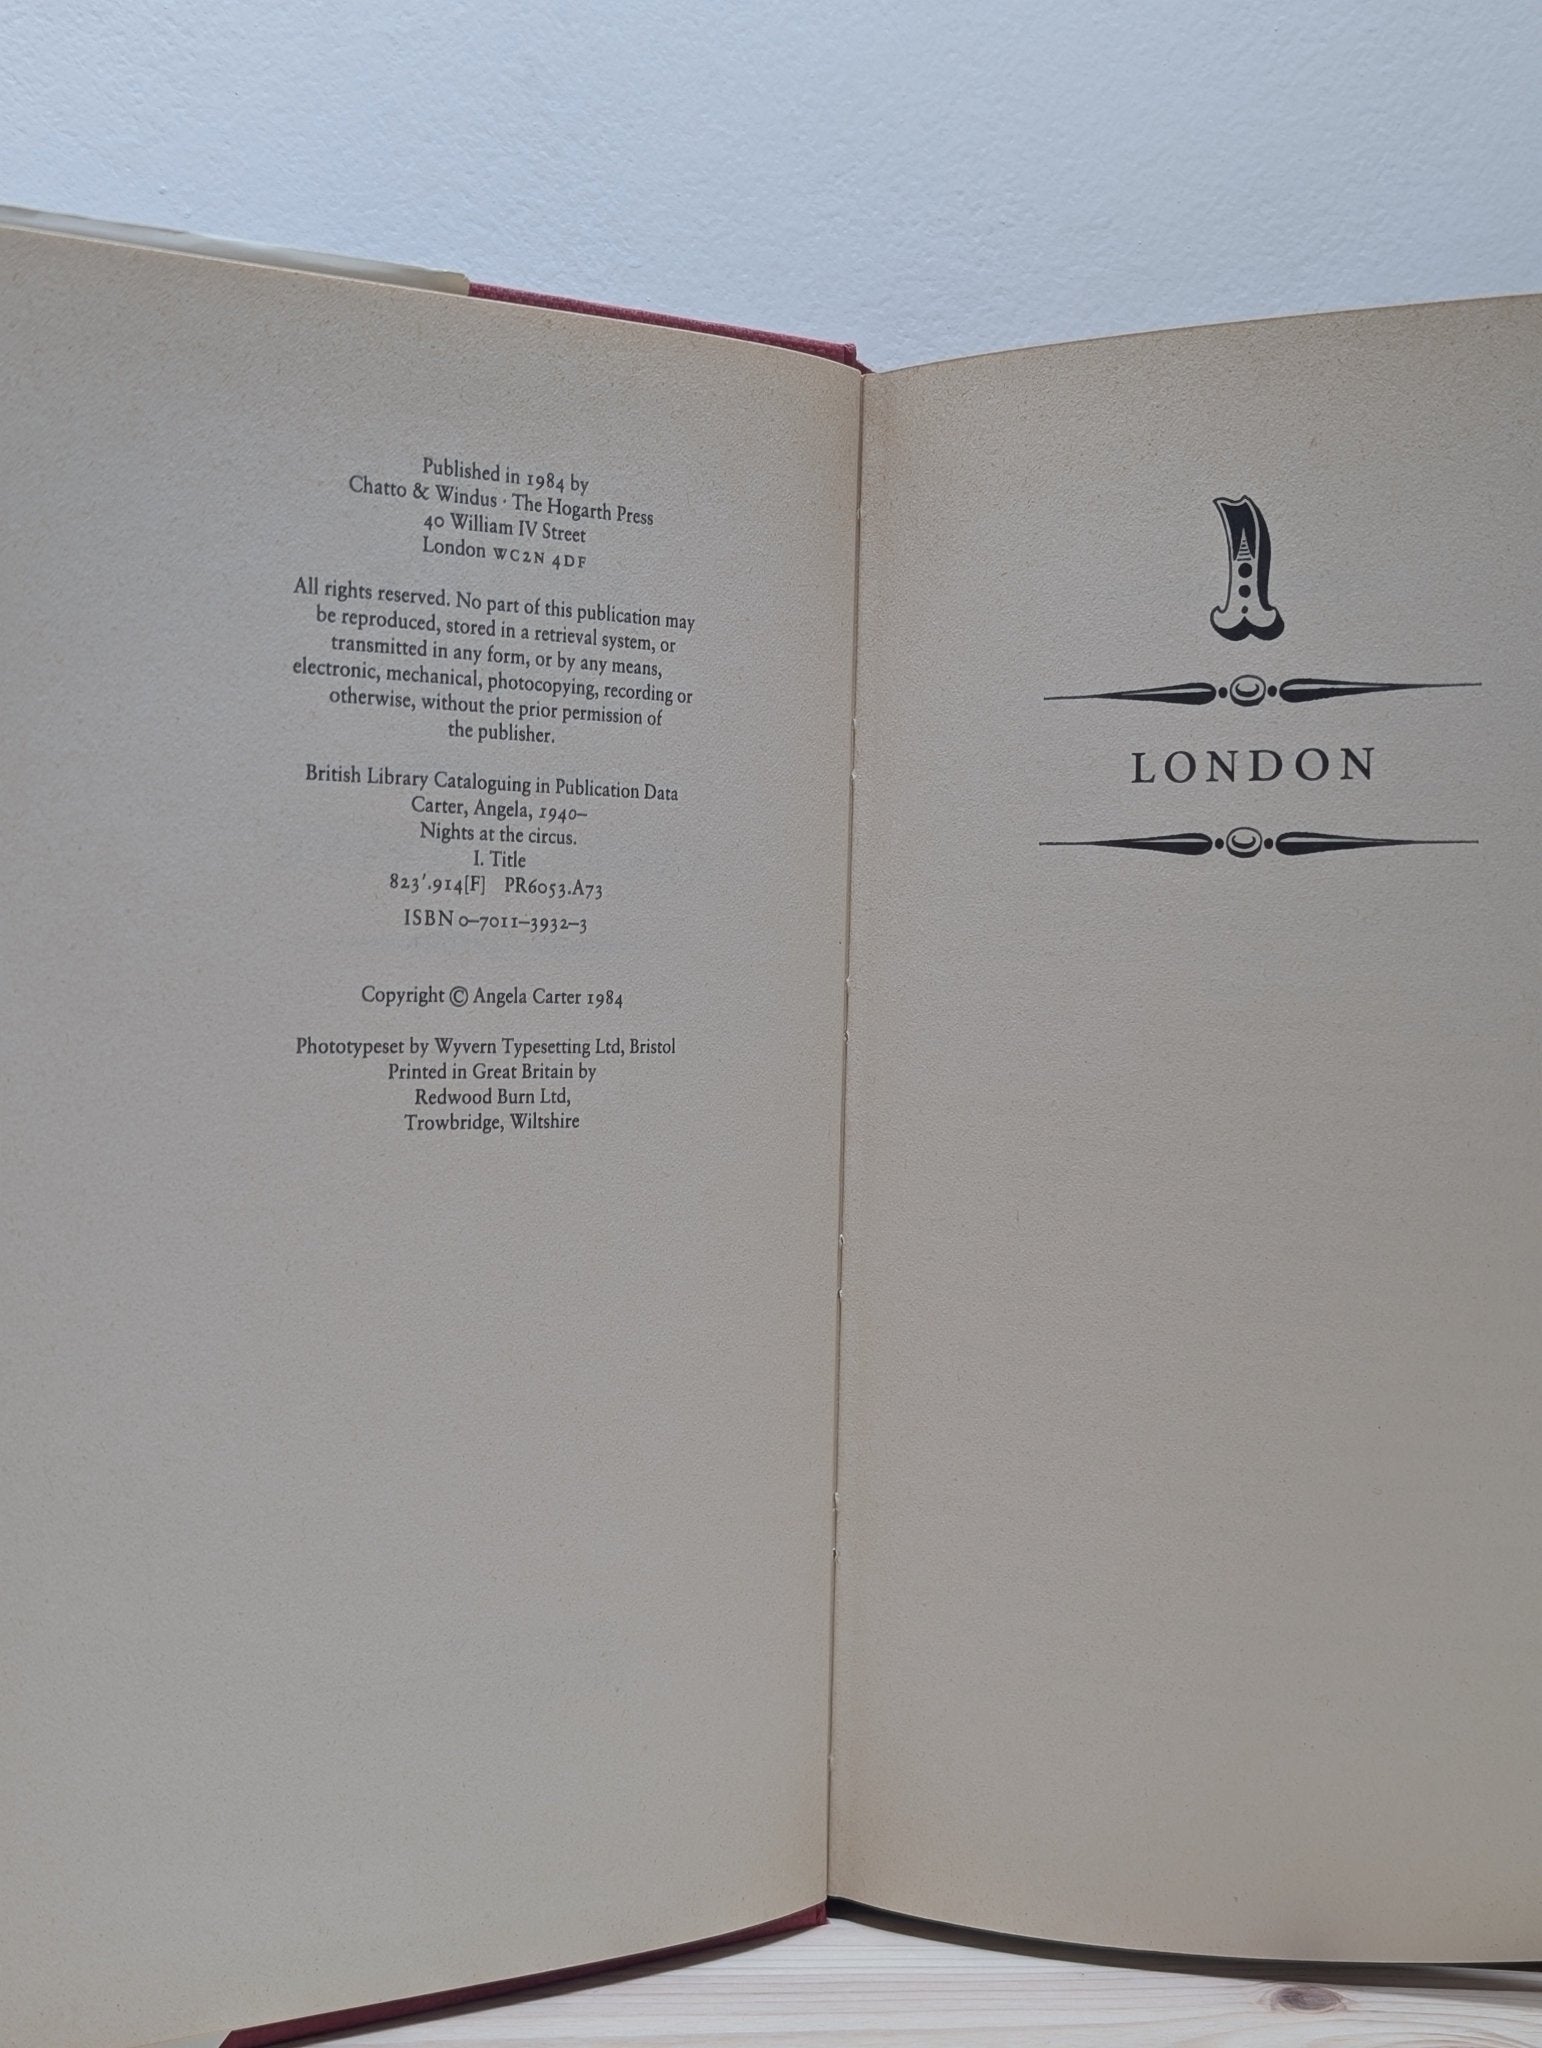 Published in 1984 by
Chatto & Windus · The Hogarth Press
40 William IV Street
London WC2N 4DF
All rights reserved. No part of this publication may
be reproduced, stored in a retrieval system, or
transmitted in any form, or by any means,
electronic, mechanical, photocopying, recording or
otherwise, without the prior permission of
the publisher.
British Library Cataloguing in Publication Data
Carter, Angela, 1940–
Nights at the circus.
I. Title
823′.914[F] PR6053.A73
ISBN 0–7011–3932–3
Copyright © Angela Carter 1984
Phototypeset by Wyvern Typesetting Ltd, Bristol
Printed in Great Britain by
Redwood Burn Ltd,
Trowbridge, Wiltshire
1
LONDON